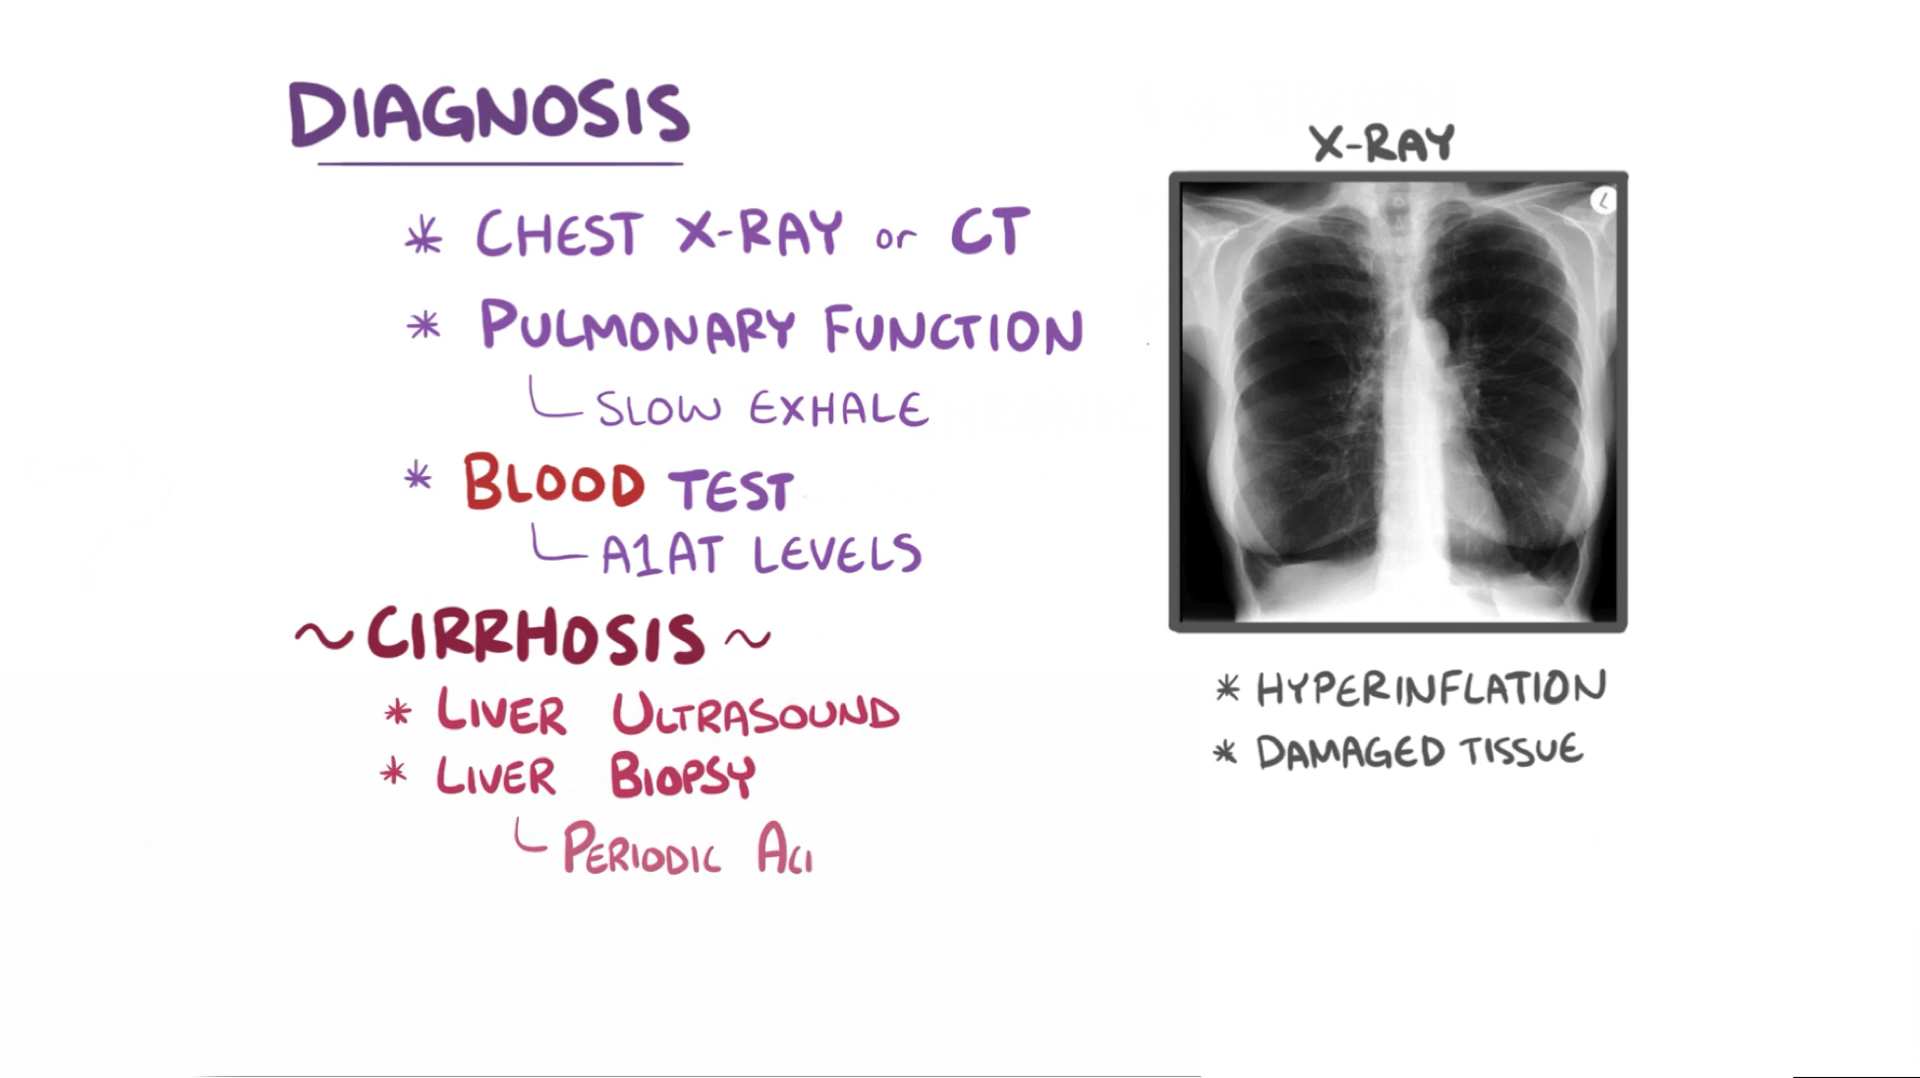 DIAGNOSIS
* CHEST X-RAY or CT
* PULMONARY FUNCTION
SLOW EXHALE
* BLOOD TEST
A1AT LEVELS
~CIRRHOSIS~
* LIVER ULTRASOUND
* LIVER BIOPSY
PERIODIC ACI
X-RAY
L
* HYPERINFLATION
* DAMAGED TISSUE